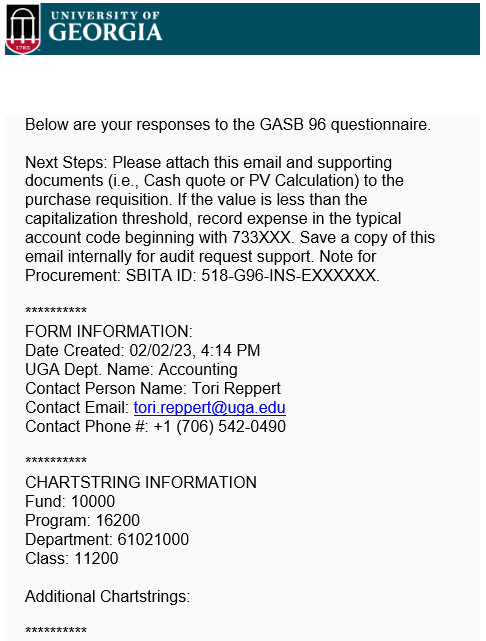 UNIVERSITY OF
GEORGIA
1785
Below are your responses to the GASB 96 questionnaire.
Next Steps: Please attach this email and supporting
documents (i.e., Cash quote or PV Calculation) to the
purchase requisition. If the value is less than the
capitalization threshold, record expense in the typical
account code beginning with 733XXX. Save a copy of this
email internally for audit request support. Note for
Procurement: SBITA ID: 518-G96-INS-EXXXXXX.
**********
FORM INFORMATION:
Date Created: 02/02/23, 4:14 PM
UGA Dept. Name: Accounting
Contact Person Name: Tori Reppert
Contact Email: tori.reppert@uga.edu
Contact Phone #: +1 (706) 542-0490
**********
CHARTSTRING INFORMATION
Fund: 10000
Program: 16200
Department: 61021000
Class: 11200
Additional Chartstrings:
**********